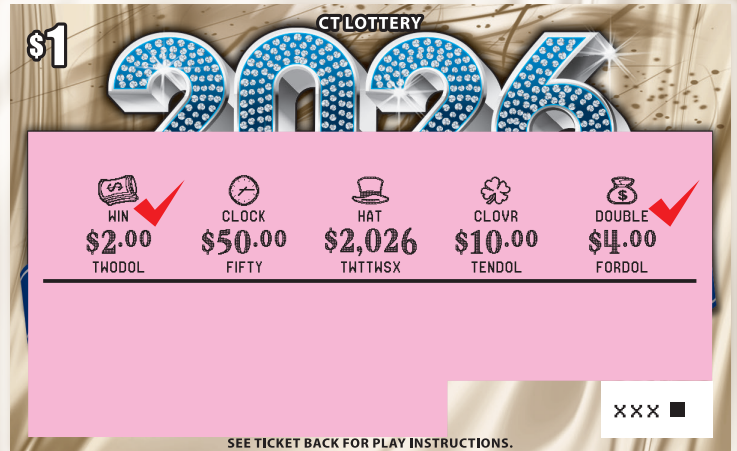 CT LOTTERY
$1
2026
WIN CLOCK HAT CLOVR DOUBLE
$2.00 $50.00 $2,026 $10.00 $4.00
TWODOL FIFTY THTTWSX TENDOL FORDOL
XXX
SEE TICKET BACK FOR PLAY INSTRUCTIONS.